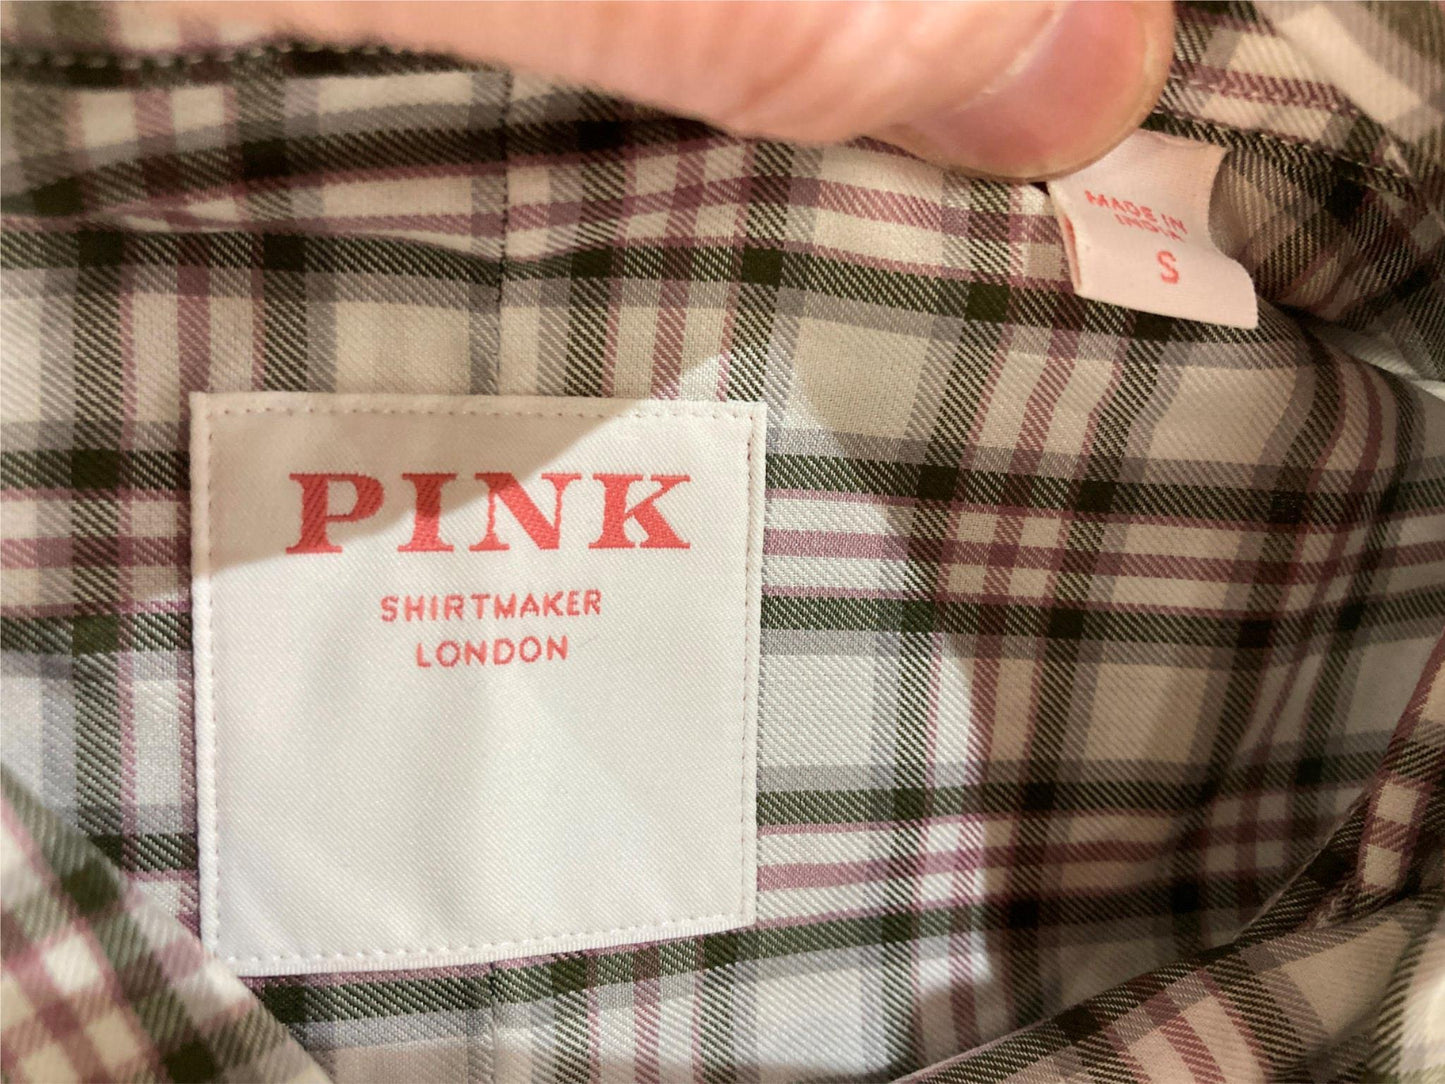 MADE IN
INDIA
S
PINK
SHIRTMAKER
LONDON